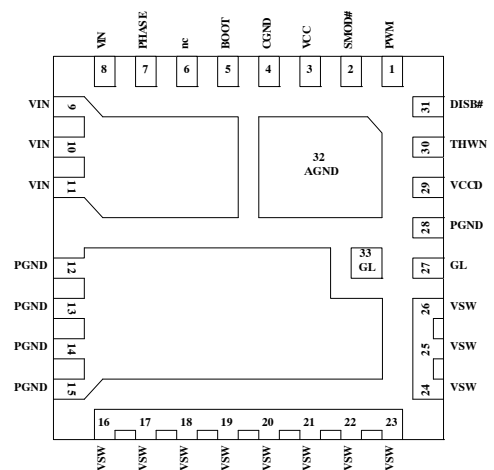 VIN PHASE nc BOOT CGND VCC SMOD# PWM
8 7 6 5 4 3 2 1
VIN 9 31 DISB#
VIN 10 30 THWN
VIN 11 29 VCCD
32
AGND
28 PGND
PGND 12 33 GL 27 GL
PGND 13 26 VSW
PGND 14 25 VSW
PGND 15 24 VSW
16 17 18 19 20 21 22 23
VSW VSW VSW VSW VSW VSW VSW VSW